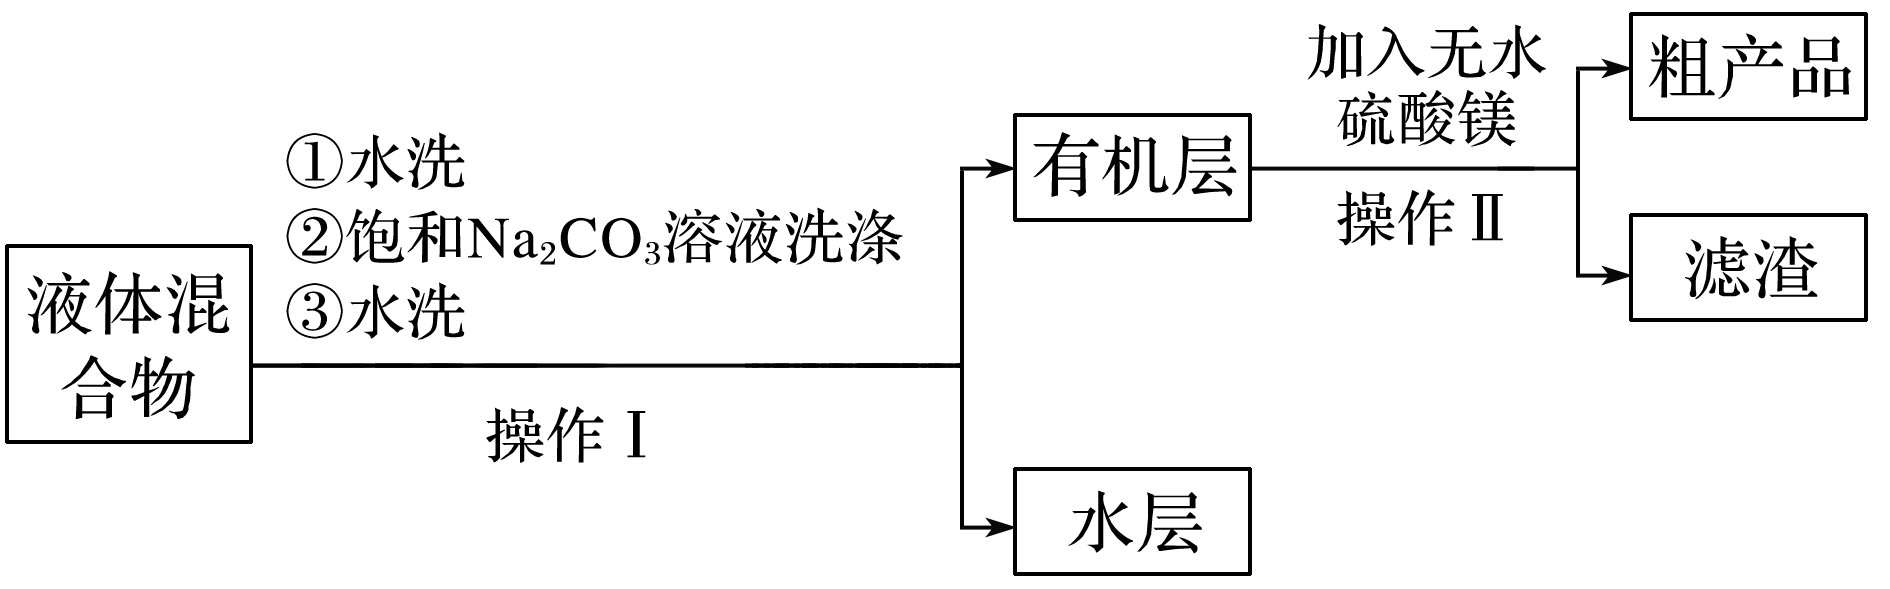 液体混
合物
①水洗
②饱和Na₂CO₃溶液洗涤
③水洗
操作Ⅰ
有机层
水层
加入无水
硫酸镁
操作Ⅱ
粗产品
滤渣